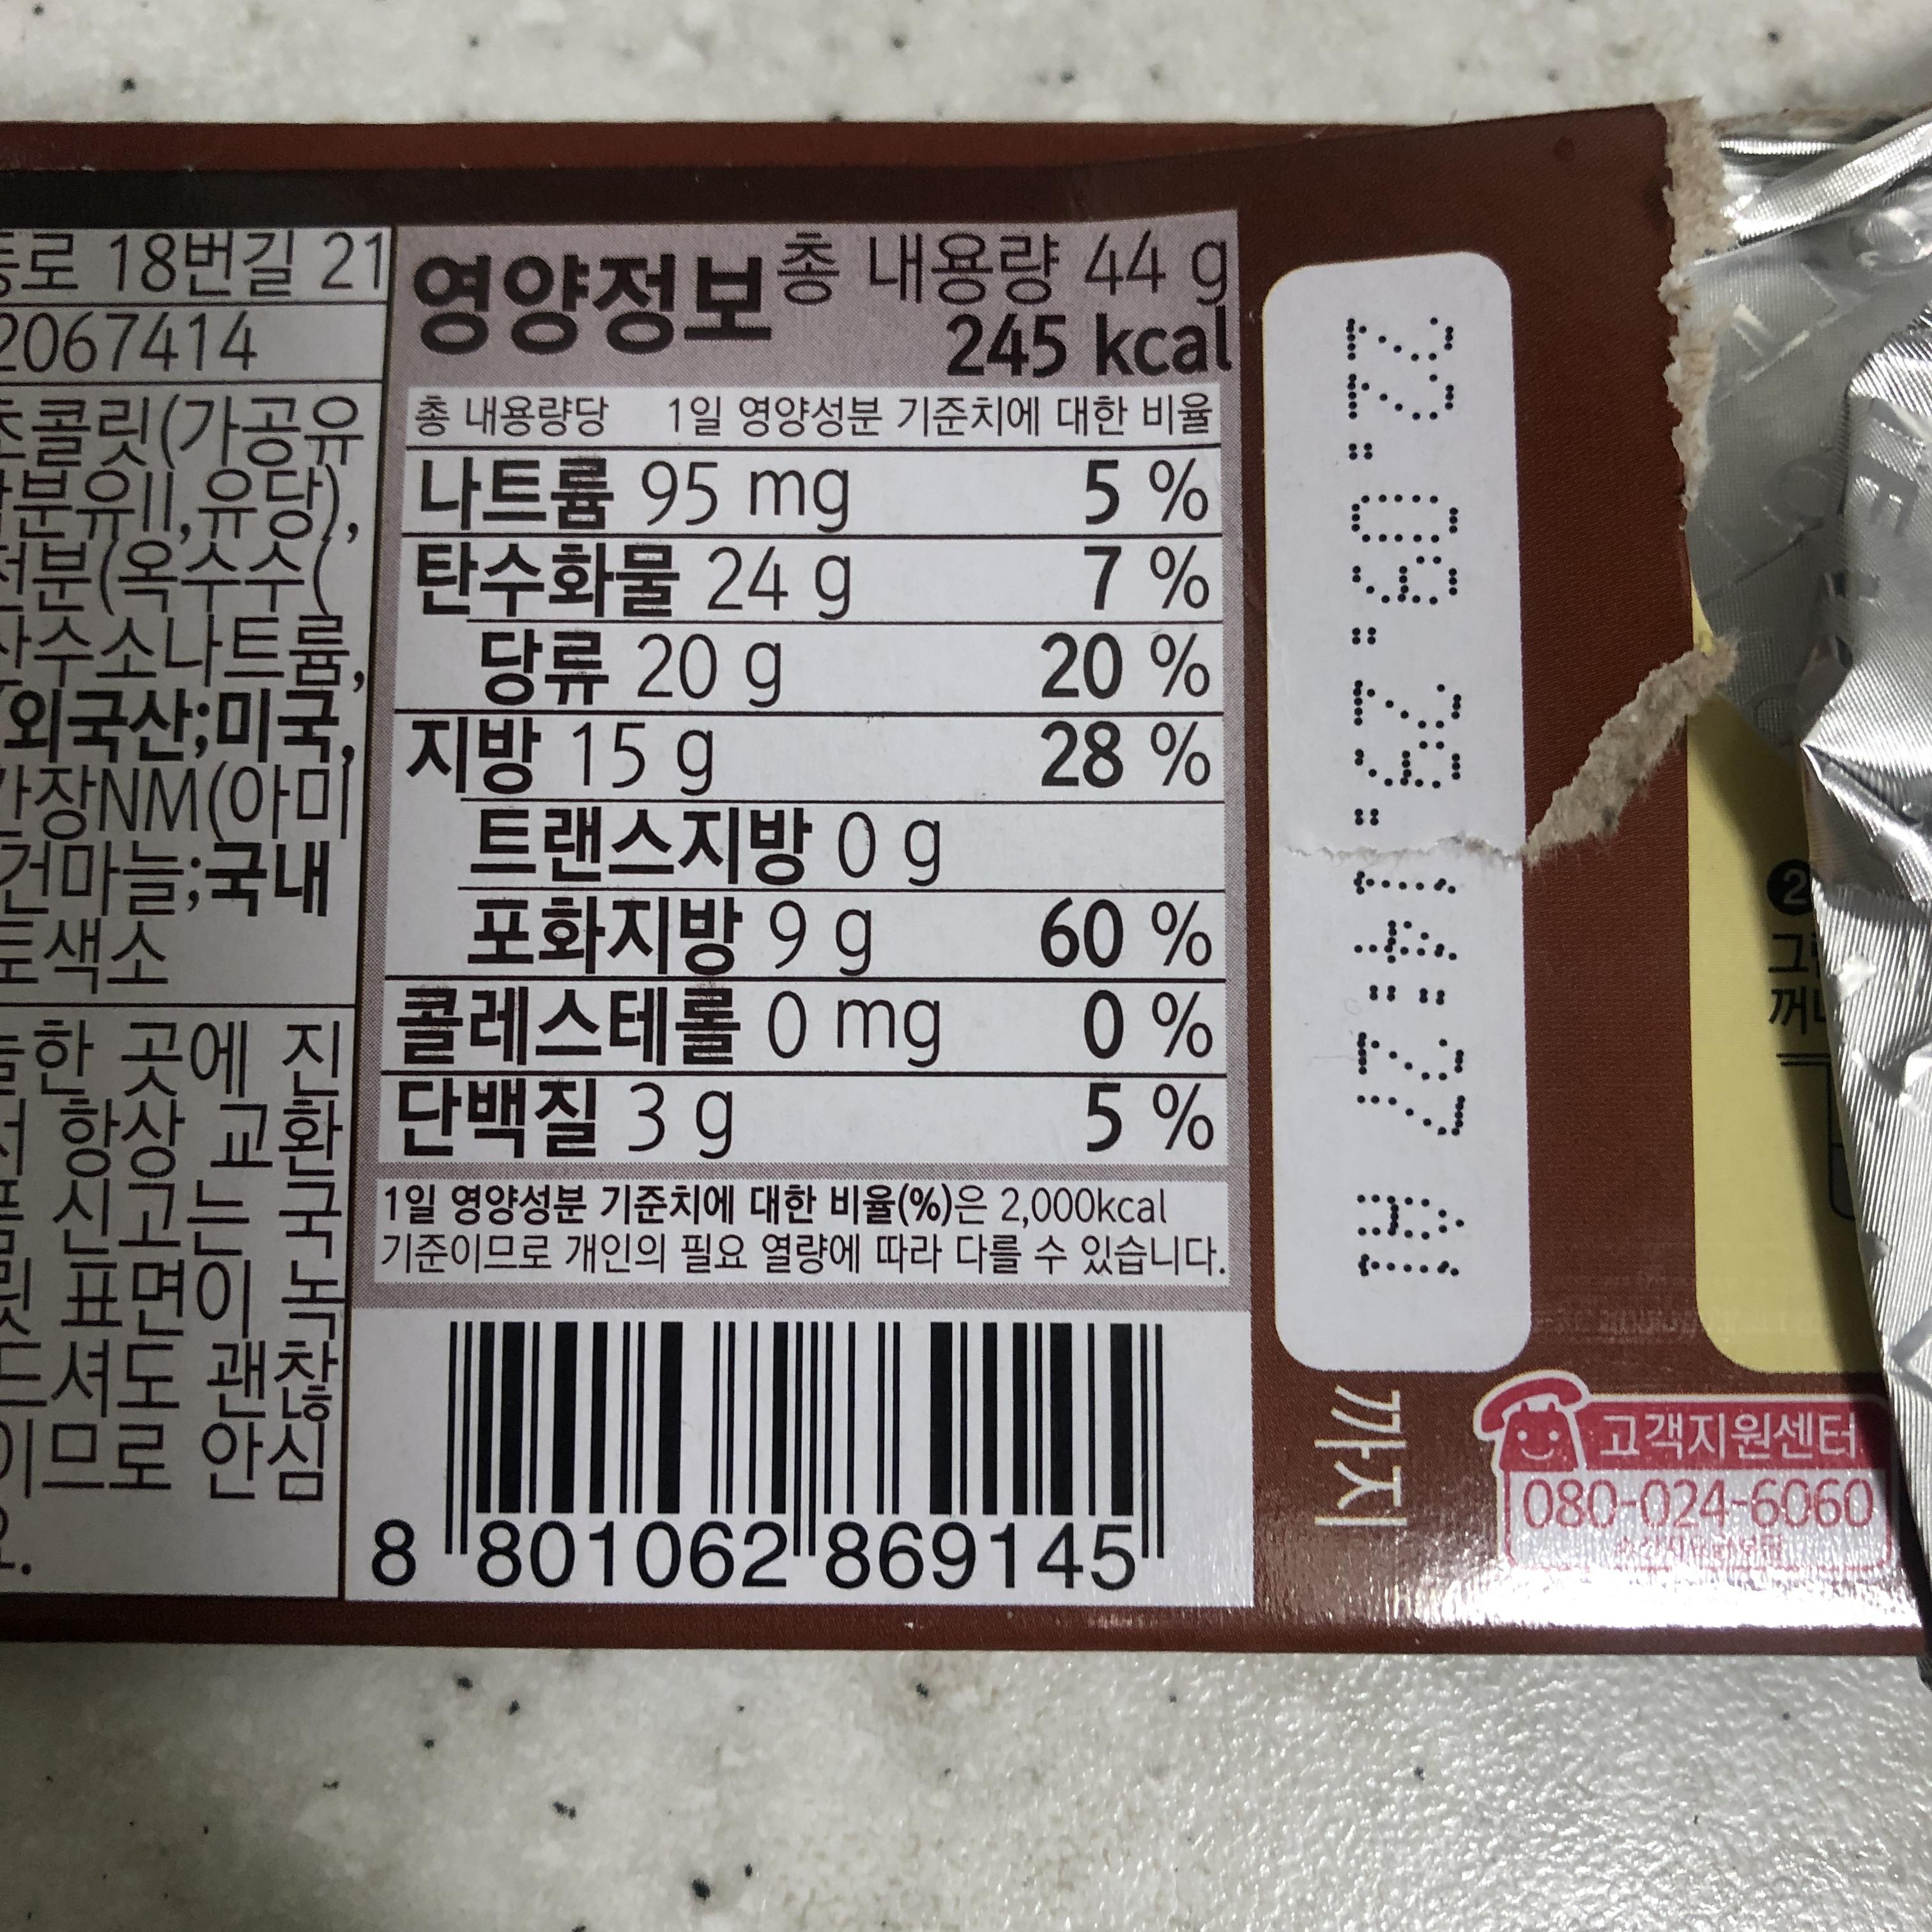 통로 18번길 21
2067414
초콜릿(가공유
분유II,유당),
전분(옥수수(
산수소나트륨,
외국산;미국,
간장NM(아미
건마늘;국내
토색소
한 곳에 진
서 항상 교환
품 신고는 국
릿 표면이 녹
드셔도 괜찮
이므로 안심
요.
영양정보 총 내용량 44 g
245 kcal
총 내용량당 1일 영양성분 기준치에 대한 비율
나트륨 95 mg 5 %
탄수화물 24 g 7 %
당류 20 g 20 %
지방 15 g 28 %
트랜스지방 0 g
포화지방 9 g 60 %
콜레스테롤 0 mg 0 %
단백질 3 g 5 %
1일 영양성분 기준치에 대한 비율(%)은 2,000kcal
기준이므로 개인의 필요 열량에 따라 다를 수 있습니다.
8 801062 869145
22.09.29.14:27 A1
까지
2
고객지원센터
080-024-6060